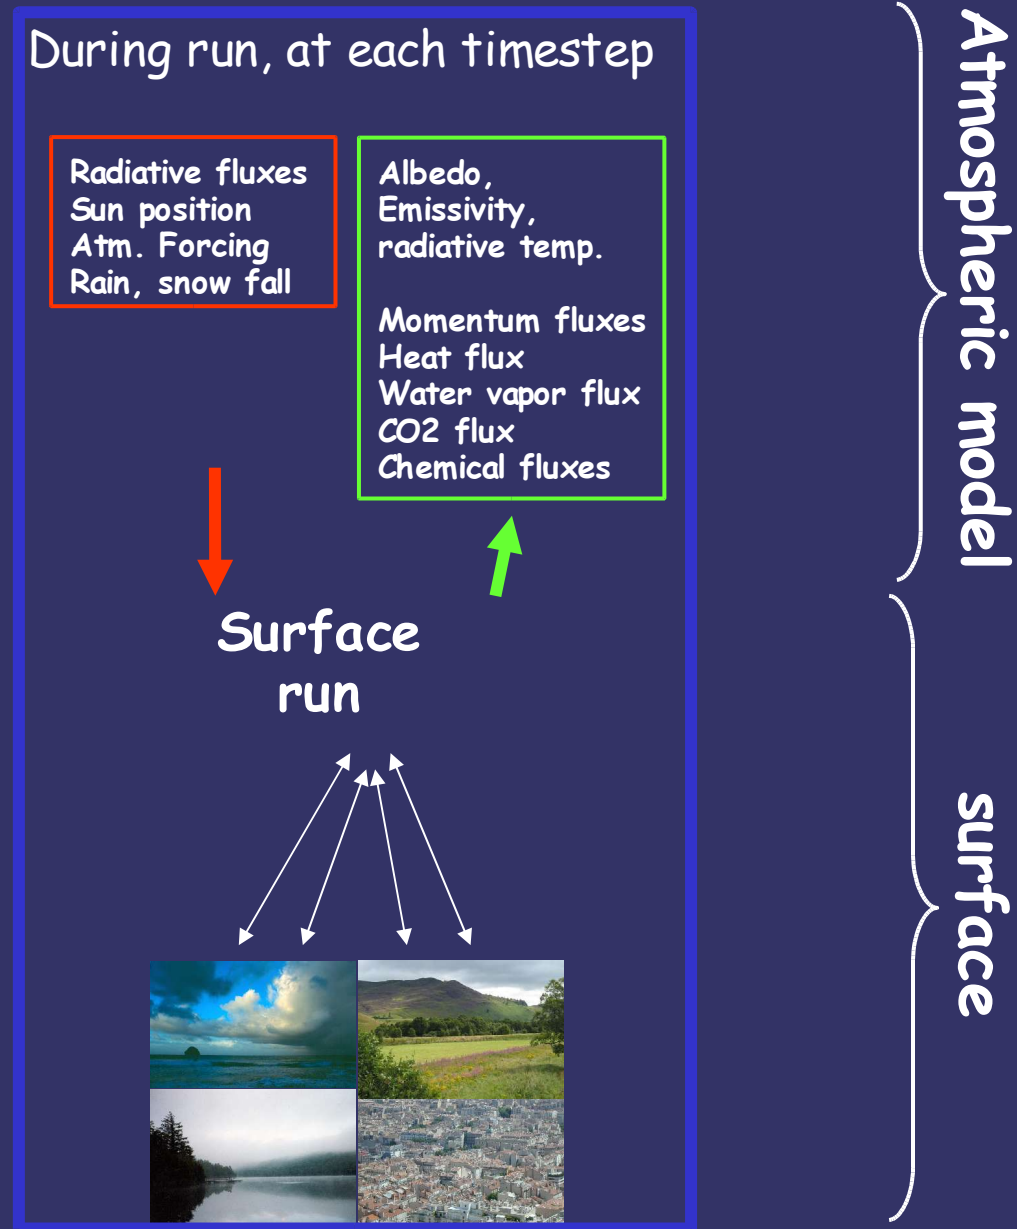 During run, at each timestep
Radiative fluxes
Sun position
Atm. Forcing
Rain, snow fall
Albedo,
Emissivity,
radiative temp.
Momentum fluxes
Heat flux
Water vapor flux
CO2 flux
Chemical fluxes
Surface
run
Atmospheric model
surface